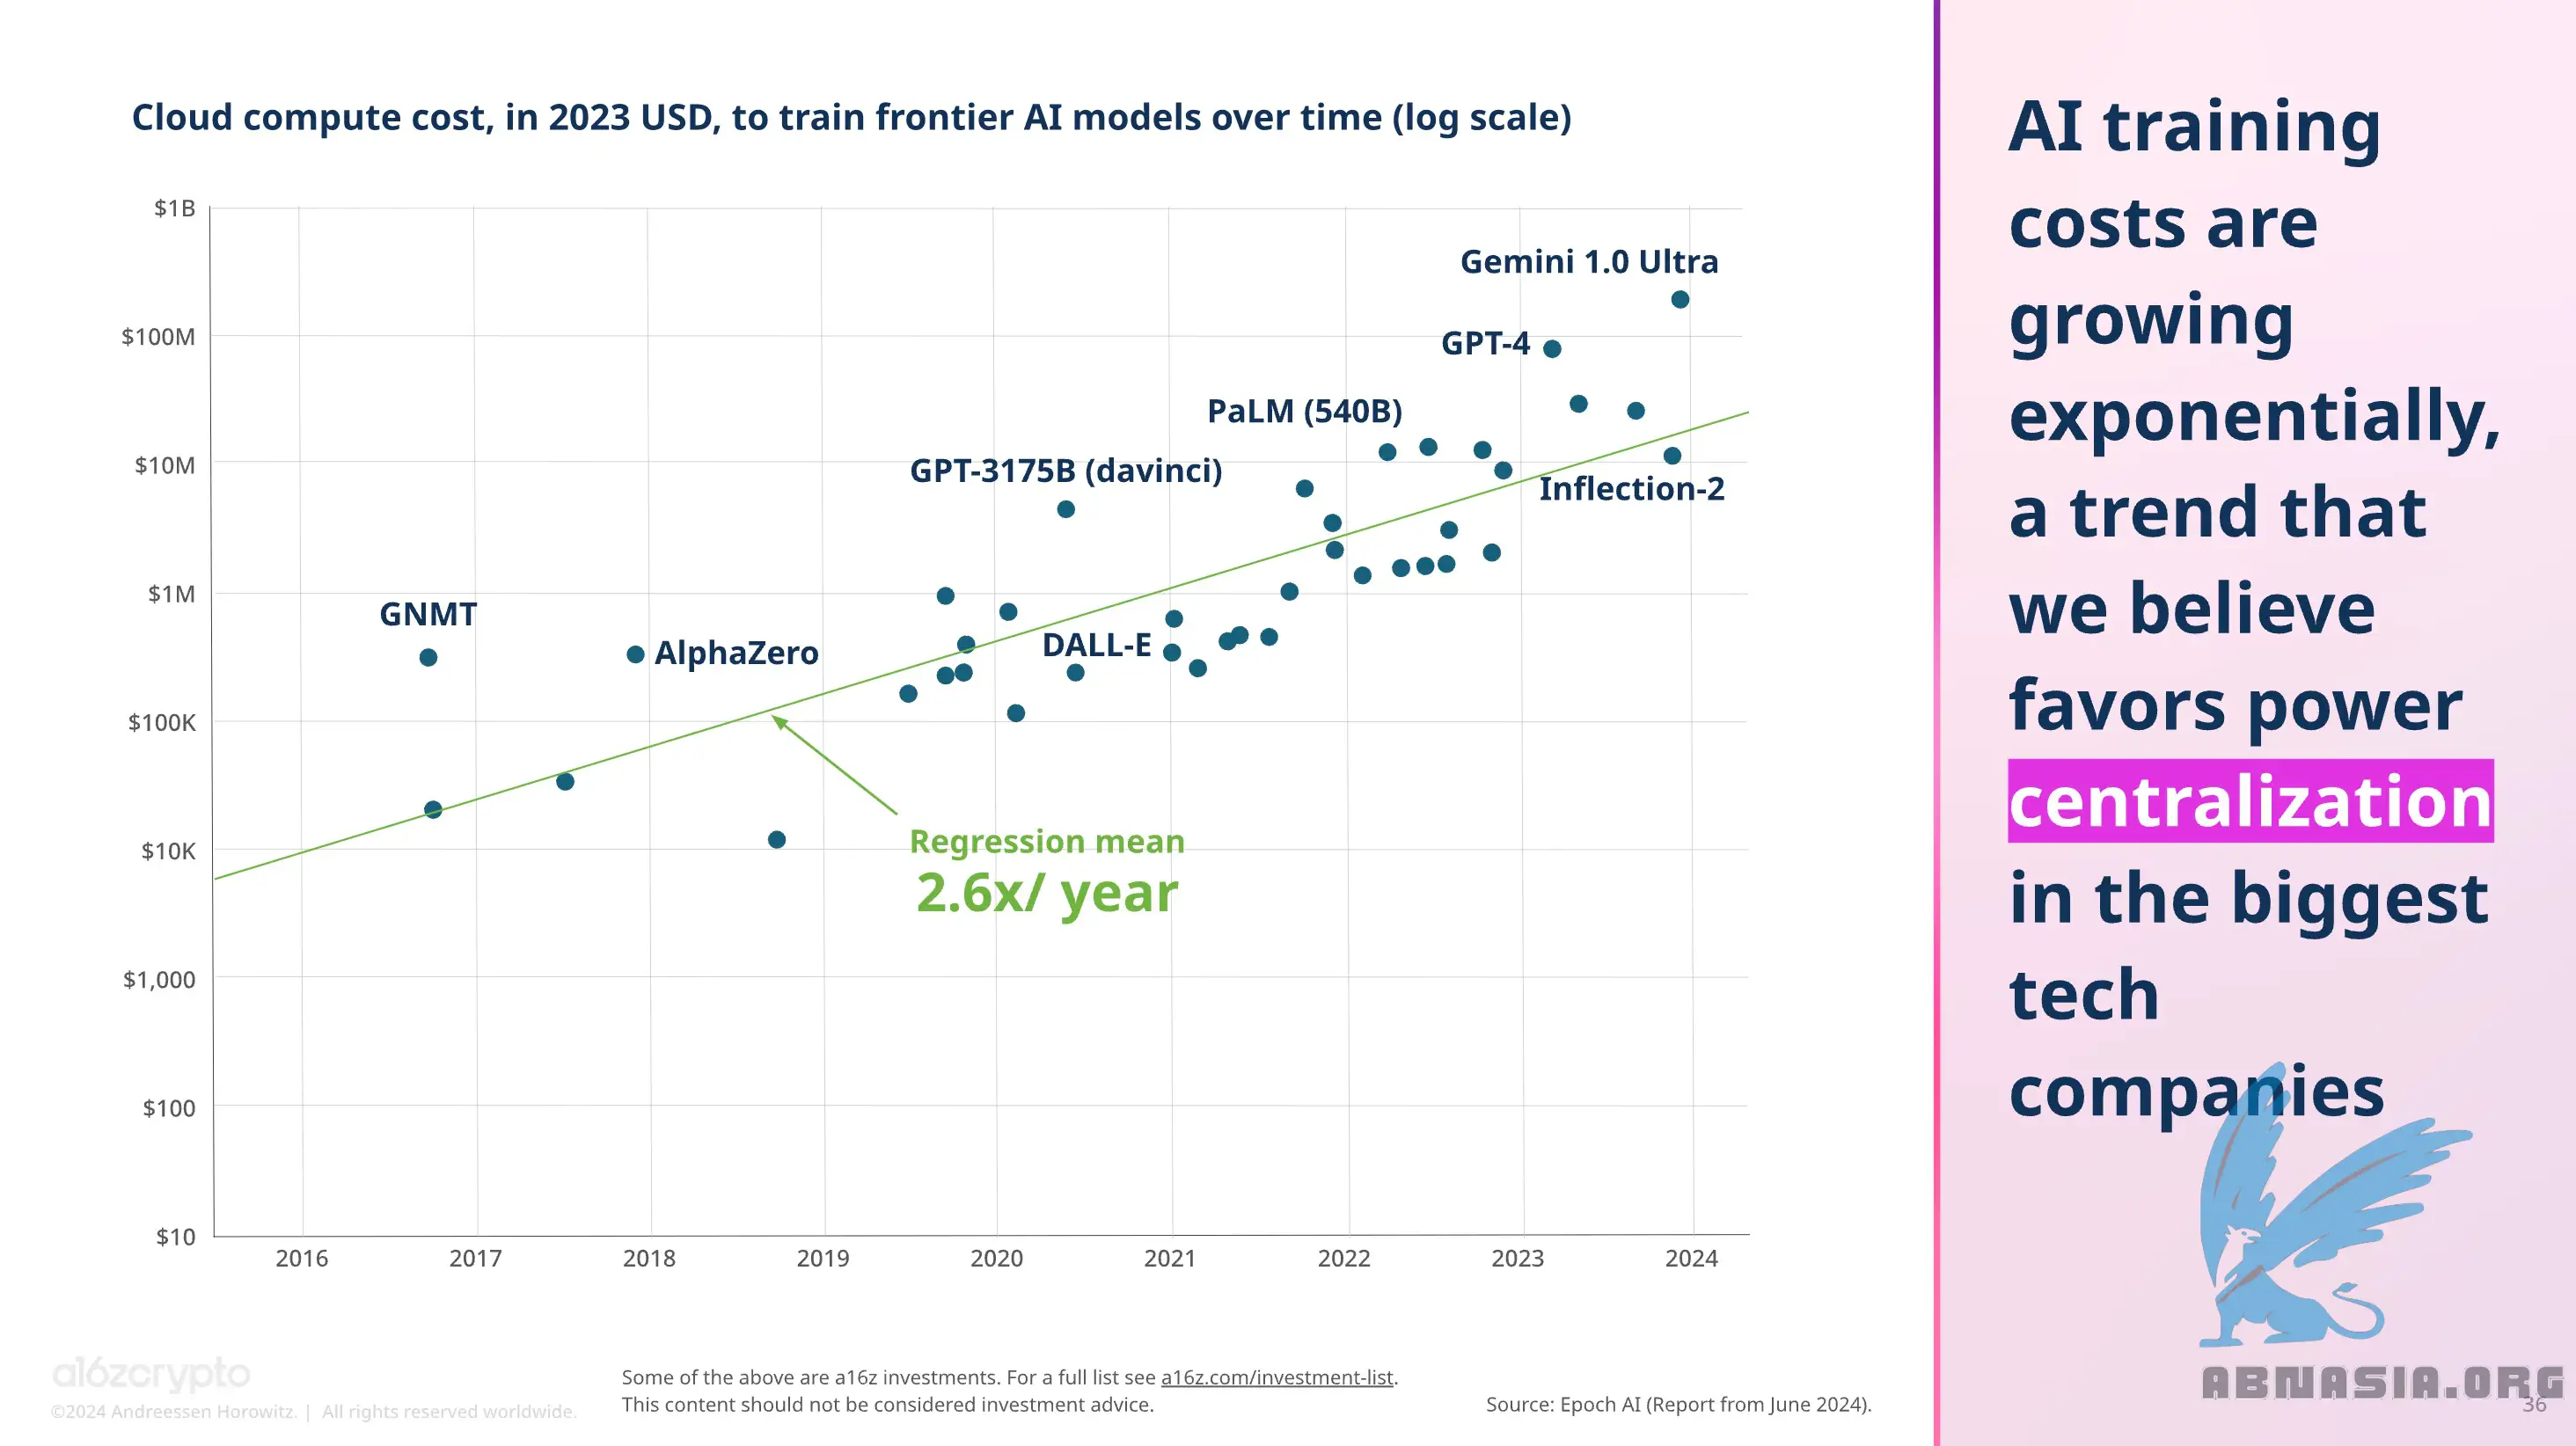 Cloud compute cost, in 2023 USD, to train frontier AI models over time (log scale)
$1B
$100M
$10M
$1M
$100K
$10K
$1,000
$100
$10
2016
2017
2018
2019
2020
2021
2022
2023
2024
Gemini 1.0 Ultra
GPT-4
PaLM (540B)
GPT-3175B (davinci)
Inflection-2
GNMT
AlphaZero
DALL-E
Regression mean
2.6x/ year
AI training
costs are
growing
exponentially,
a trend that
we believe
favors power
centralization
in the biggest
tech
companies
a16zcrypto
©2024 Andreessen Horowitz. | All rights reserved worldwide.
Some of the above are a16z investments. For a full list see a16z.com/investment-list.
This content should not be considered investment advice.
Source: Epoch AI (Report from June 2024).
ABNASIA.ORG
36